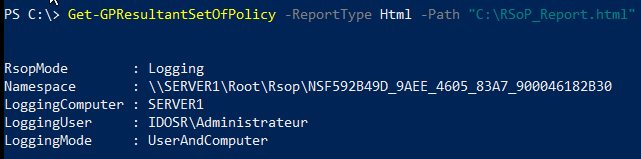 PS C:\> Get-GPResultantSetOfPolicy -ReportType Html -Path "C:\RSoP_Report.html"
RsopMode : Logging
Namespace : \\SERVER1\Root\Rsop\NSF592B49D_9AEE_4605_83A7_900046182B30
LoggingComputer : SERVER1
LoggingUser : IDOSR\Administrateur
LoggingMode : UserAndComputer